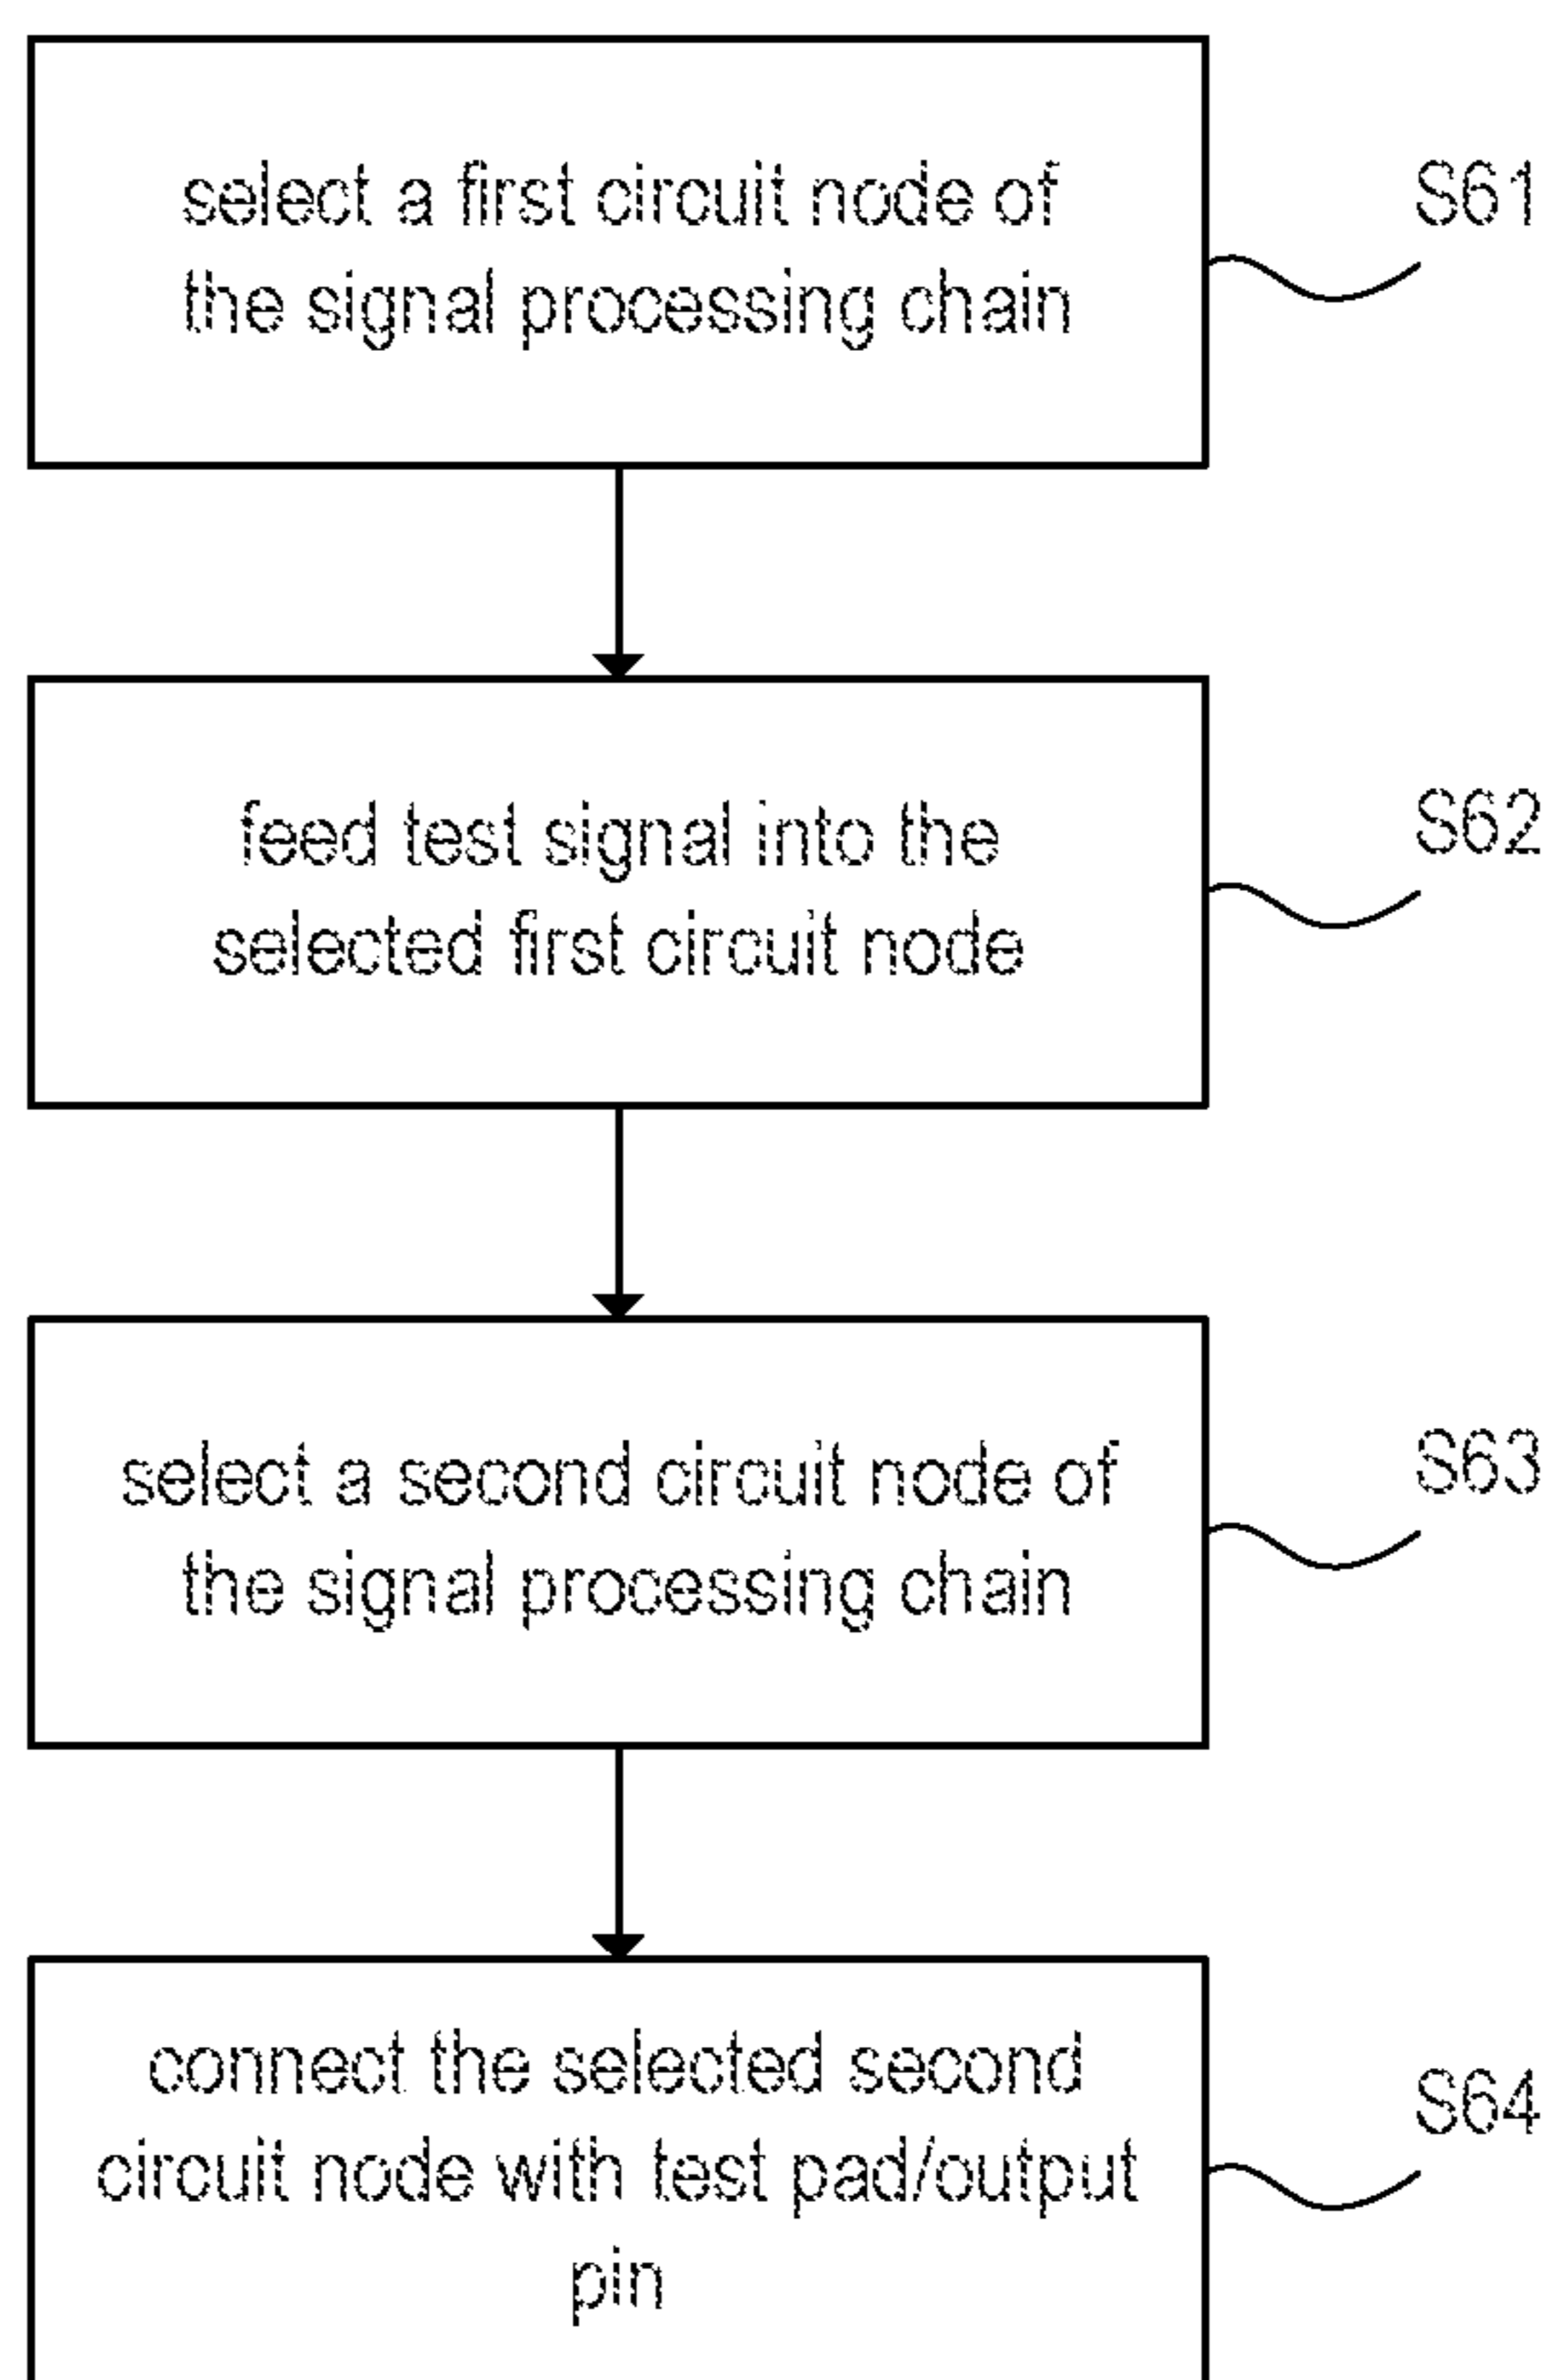 select a first circuit node of
the signal processing chain
S61
feed test signal into the
selected first circuit node
S62
select a second circuit node of
the signal processing chain
S63
connect the selected second
circuit node with test pad/output
pin
S64